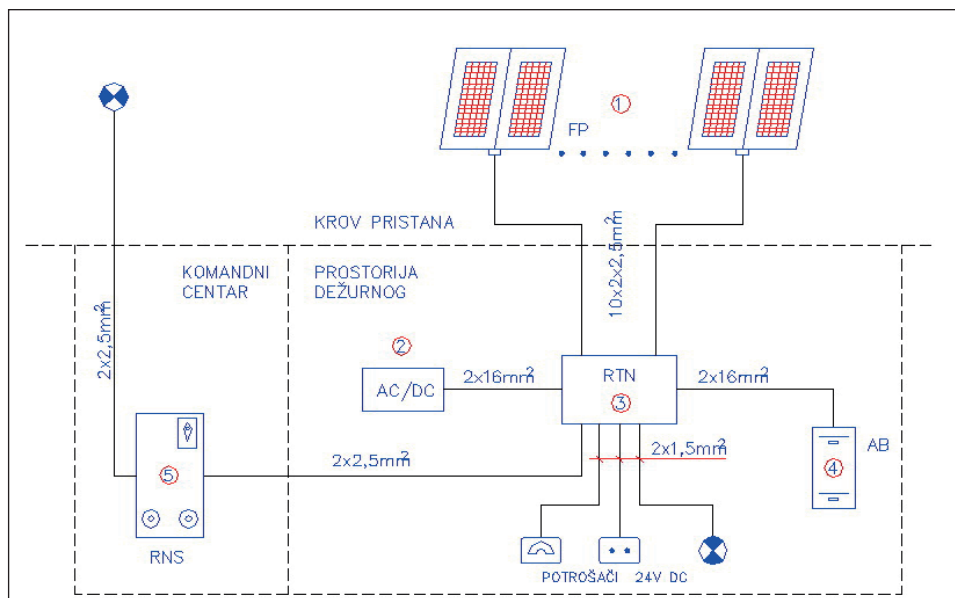 1
FP
KROV PRISTANA
KOMANDNI
CENTAR
PROSTORIJA
DEŽURNOG
10x2x2,5mm²
2x2,5mm²
2
AC/DC
2x16mm²
RTN
3
2x16mm²
2x1,5mm²
AB
4
5
2x2,5mm²
RNS
POTROŠAČI 24V DC